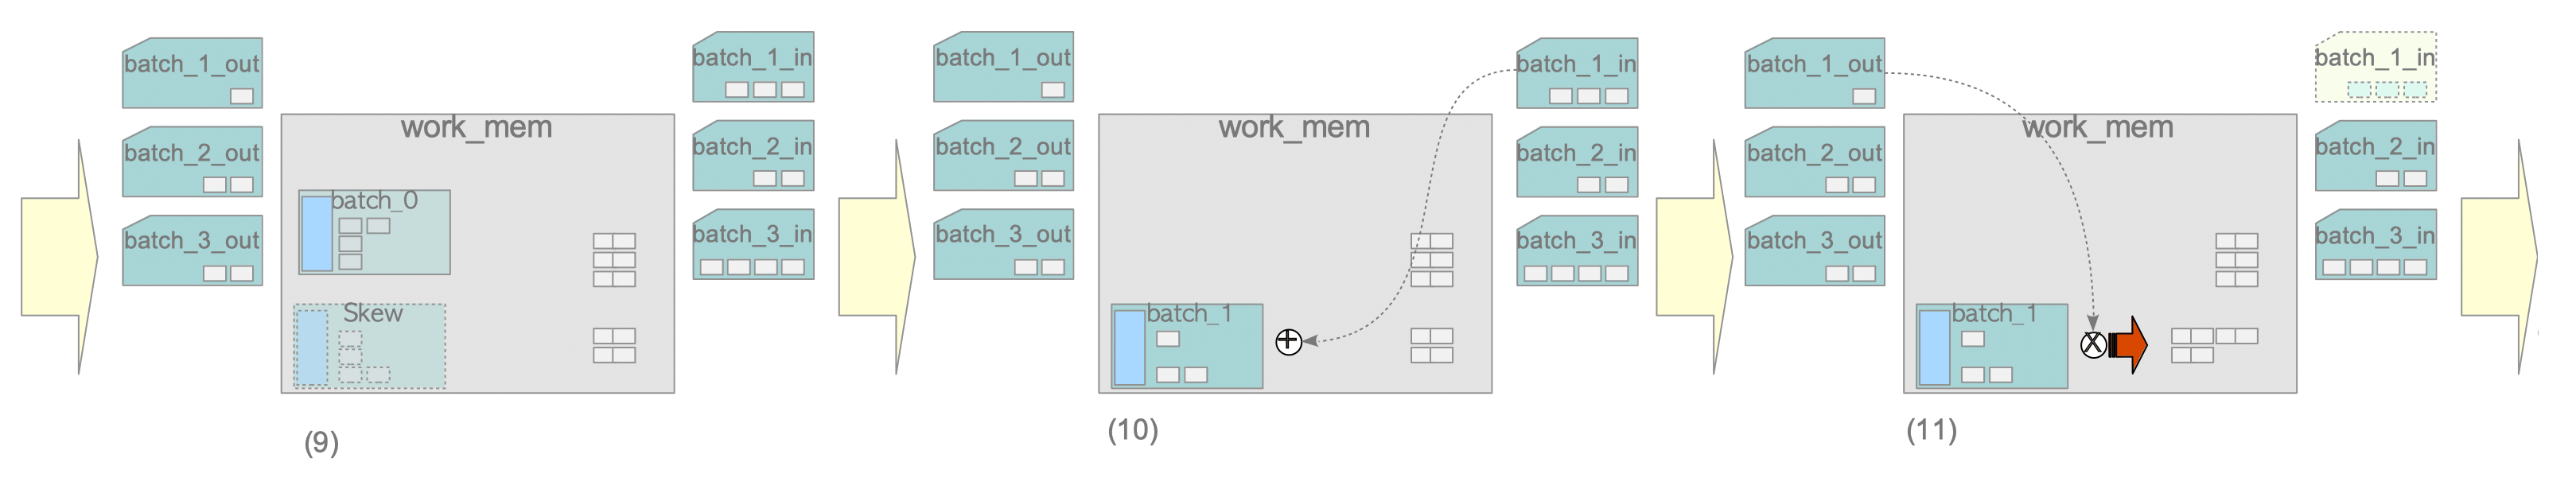 batch_1_out
batch_2_out
batch_3_out
work_mem
batch_0
Skew
batch_1_in
batch_2_in
batch_3_in
(9)
batch_1_out
batch_2_out
batch_3_out
work_mem
batch_1
batch_1_in
batch_2_in
batch_3_in
(10)
batch_1_out
batch_2_out
batch_3_out
work_mem
batch_1
X
batch_1_in
batch_2_in
batch_3_in
(11)